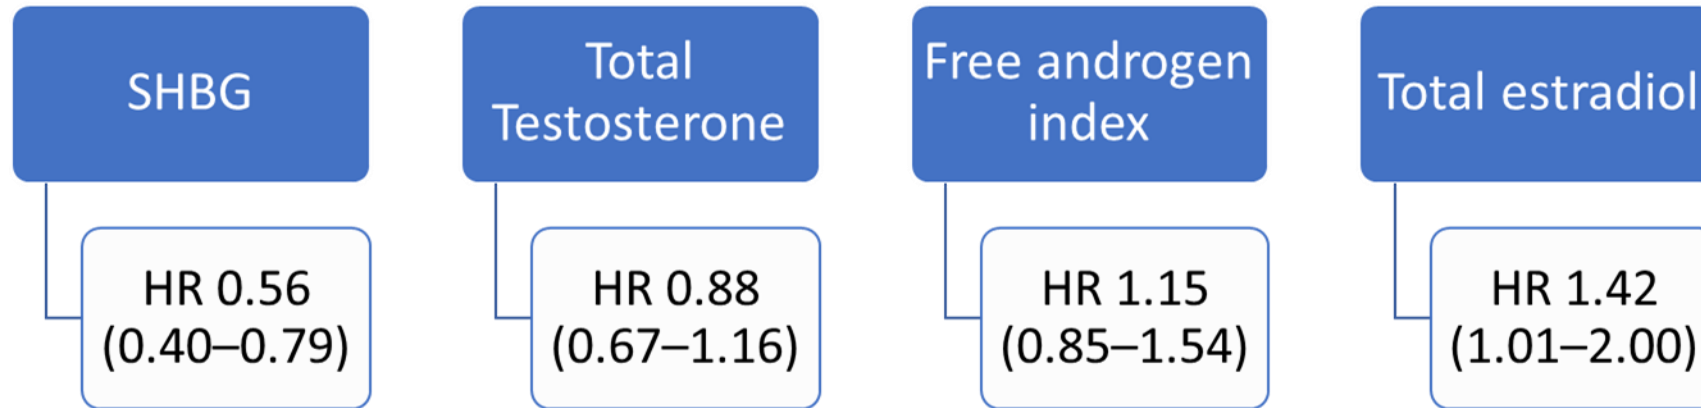 SHBG
HR 0.56
(0.40–0.79)
Total
Testosterone
HR 0.88
(0.67–1.16)
Free androgen
index
HR 1.15
(0.85–1.54)
Total estradiol
HR 1.42
(1.01–2.00)